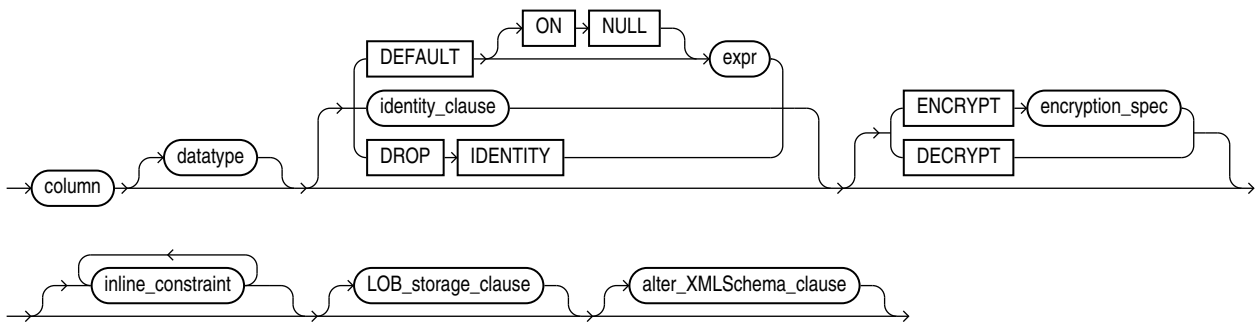 ON NULL
DEFAULT expr
identity_clause ENCRYPT encryption_spec
datatype DROP IDENTITY DECRYPT
column
inline_constraint LOB_storage_clause alter_XMLSchema_clause